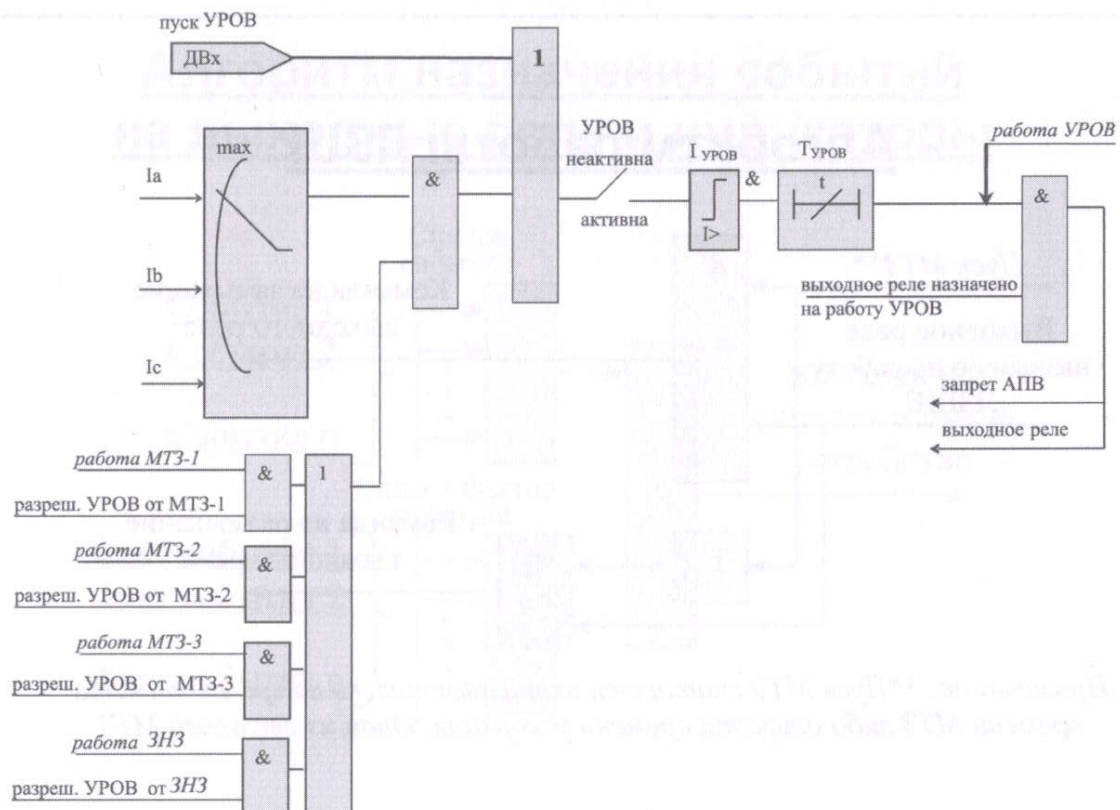 пуск УРОВ
ДВх
1
max
Ia
Ib
Ic
&
УРОВ
неактивна
активна
I УРОВ
I>
&
TУРОВ
t
работа УРОВ
&
выходное реле назначено
на работу УРОВ
запрет АПВ
выходное реле
работа МТЗ-1
&
1
разреш. УРОВ от МТЗ-1
работа МТЗ-2
&
разреш. УРОВ от МТЗ-2
работа МТЗ-3
&
разреш. УРОВ от МТЗ-3
работа ЗНЗ
&
разреш. УРОВ от ЗНЗ